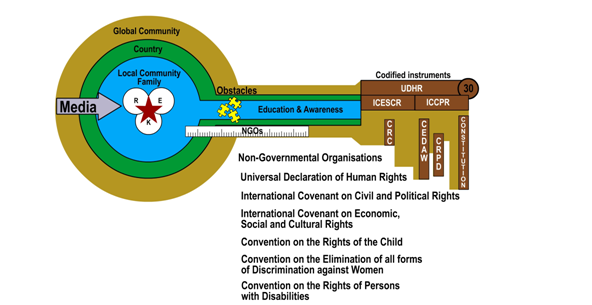 Global Community
Country
Local Community
Family
Media
R
E
K
Obstacles
Education & Awareness
NGOs
Codified instruments
UDHR
30
ICESCR
ICCPR
CRC
CEDAW
CRPD
CONSTITUTION
Non-Governmental Organisations
Universal Declaration of Human Rights
International Covenant on Civil and Political Rights
International Covenant on Economic,
Social and Cultural Rights
Convention on the Rights of the Child
Convention on the Elimination of all forms
of Discrimination against Women
Convention on the Rights of Persons
with Disabilities